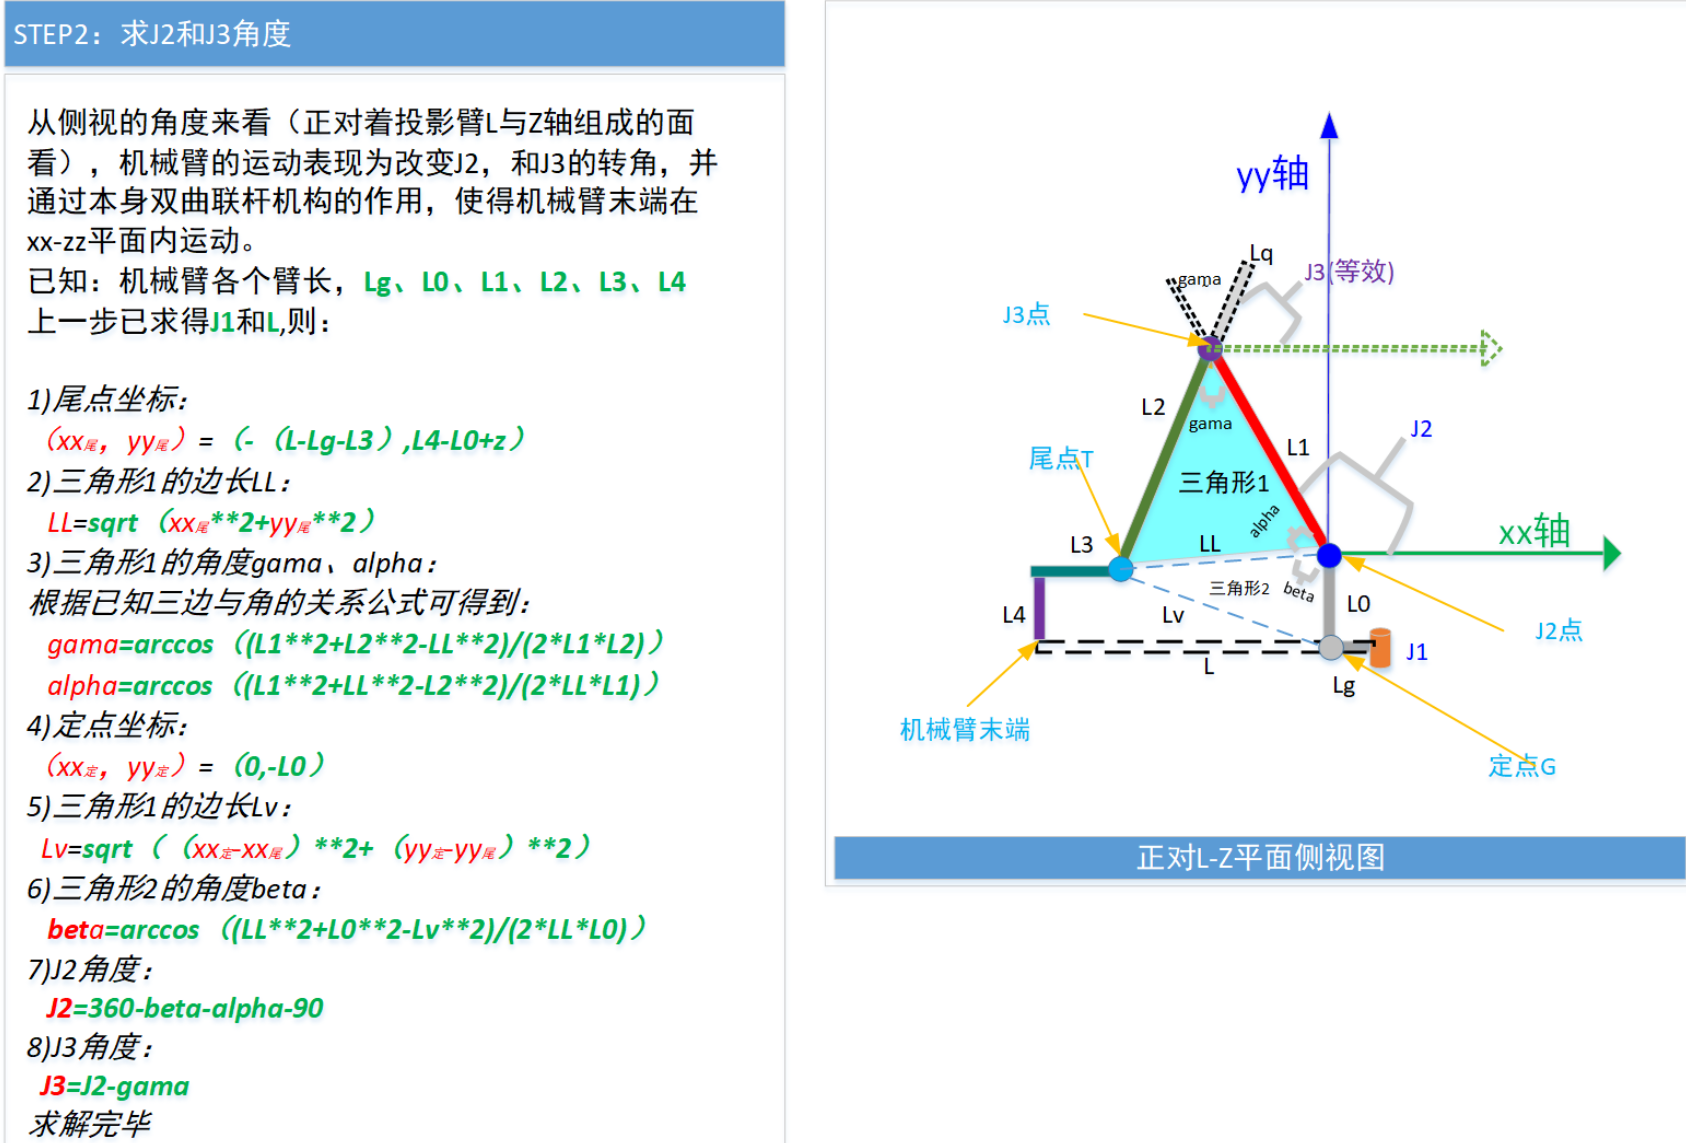 STEP2：求J2和J3角度
从侧视的角度来看（正对着投影臂L与Z轴组成的面
看），机械臂的运动表现为改变J2，和J3的转角，并
通过本身双曲联杆机构的作用，使得机械臂末端在
xx-zz平面内运动。
已知：机械臂各个臂长，Lg、L0、L1、L2、L3、L4
上一步已求得J1和L,则：
1)尾点坐标：
（xx尾，yy尾）=（-（L-Lg-L3）,L4-L0+z）
2)三角形1的边长LL：
LL=sqrt（xx尾**2+yy尾**2）
3)三角形1的角度gama、alpha：
根据已知三边与角的关系公式可得到：
gama=arccos（(L1**2+L2**2-LL**2)/(2*L1*L2)）
alpha=arccos（(L1**2+LL**2-L2**2)/(2*LL*L1)）
4)定点坐标：
（xx定，yy定）=（0,-L0）
5)三角形1的边长Lv：
Lv=sqrt（（xx定-xx尾）**2+（yy定-yy尾）**2）
6)三角形2的角度beta：
beta=arccos（(LL**2+L0**2-Lv**2)/(2*LL*L0)）
7)J2角度：
J2=360-beta-alpha-90
8)J3角度：
J3=J2-gama
求解完毕
yy轴
Lq
gama
J3(等效)
J3点
L2
gama
J2
L1
尾点T
三角形1
alpha
xx轴
L3
LL
三角形2
beta
L4
Lv
L0
J2点
J1
L
Lg
机械臂末端
定点G
正对L-Z平面侧视图